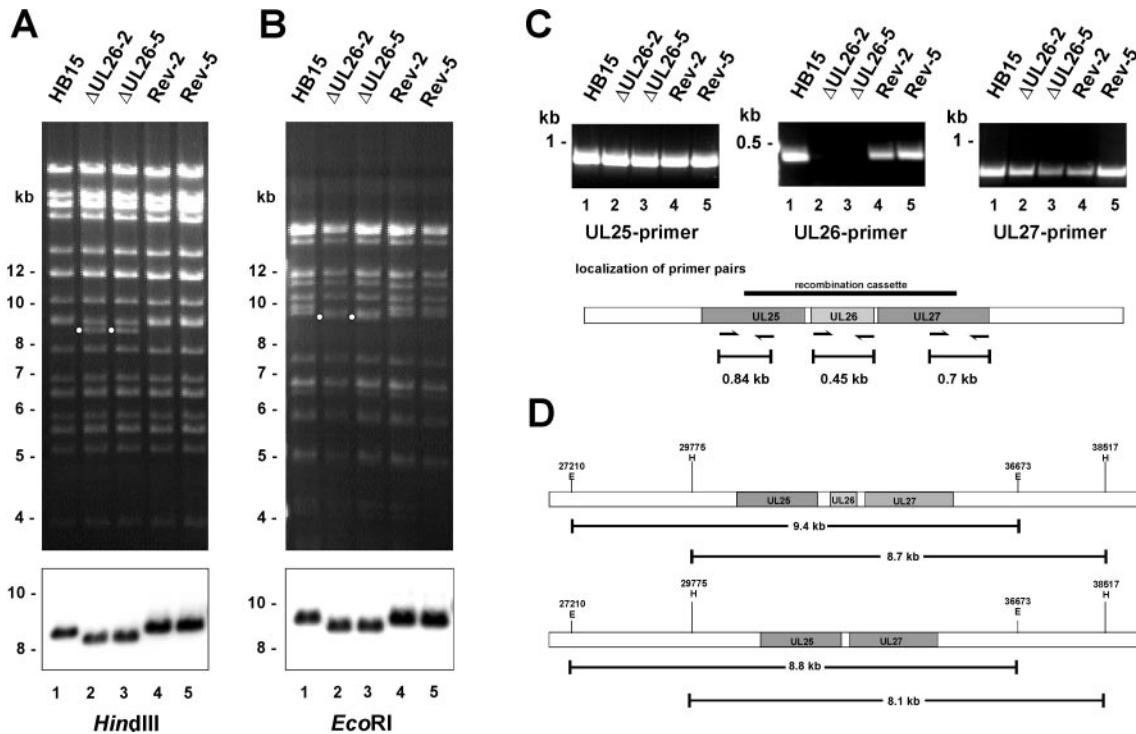 A
HB15
ΔUL26-2
ΔUL26-5
Rev-2
Rev-5
kb
12 -
10 -
8 -
7 -
6 -
5 -
4 -
10 -
8 -
1 2 3 4 5
HindIII
B
HB15
ΔUL26-2
ΔUL26-5
Rev-2
Rev-5
kb
12 -
10 -
8 -
7 -
6 -
5 -
4 -
10 -
8 -
1 2 3 4 5
EcoRI
C
HB15
ΔUL26-2
ΔUL26-5
Rev-2
Rev-5
kb
1 -
1 2 3 4 5
UL25-primer
HB15
ΔUL26-2
ΔUL26-5
Rev-2
Rev-5
kb
0.5 -
1 2 3 4 5
UL26-primer
HB15
ΔUL26-2
ΔUL26-5
Rev-2
Rev-5
kb
1 -
1 2 3 4 5
UL27-primer
localization of primer pairs
recombination cassette
UL25 UL26 UL27
0.84 kb 0.45 kb 0.7 kb
D
27210
E
29775
H
36673
E
38517
H
UL25 UL26 UL27
9.4 kb
8.7 kb
27210
E
29775
H
36673
E
38517
H
UL25 UL27
8.8 kb
8.1 kb